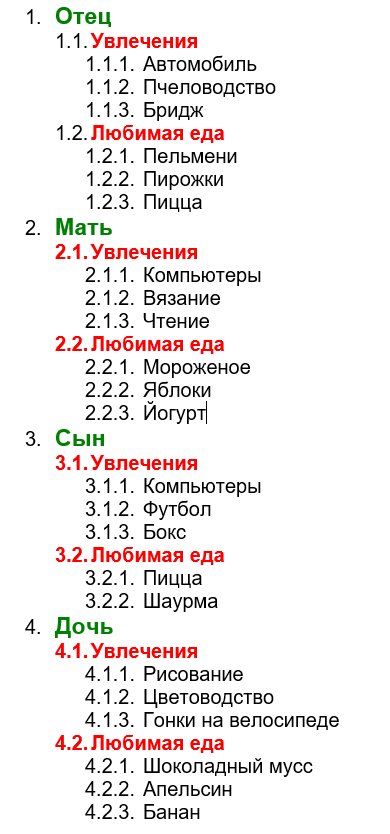 1. Отец
1.1. Увлечения
1.1.1. Автомобиль
1.1.2. Пчеловодство
1.1.3. Бридж
1.2. Любимая еда
1.2.1. Пельмени
1.2.2. Пирожки
1.2.3. Пицца
2. Мать
2.1. Увлечения
2.1.1. Компьютеры
2.1.2. Вязание
2.1.3. Чтение
2.2. Любимая еда
2.2.1. Мороженое
2.2.2. Яблоки
2.2.3. Йогурт
3. Сын
3.1. Увлечения
3.1.1. Компьютеры
3.1.2. Футбол
3.1.3. Бокс
3.2. Любимая еда
3.2.1. Пицца
3.2.2. Шаурма
4. Дочь
4.1. Увлечения
4.1.1. Рисование
4.1.2. Цветоводство
4.1.3. Гонки на велосипеде
4.2. Любимая еда
4.2.1. Шоколадный мусс
4.2.2. Апельсин
4.2.3. Банан